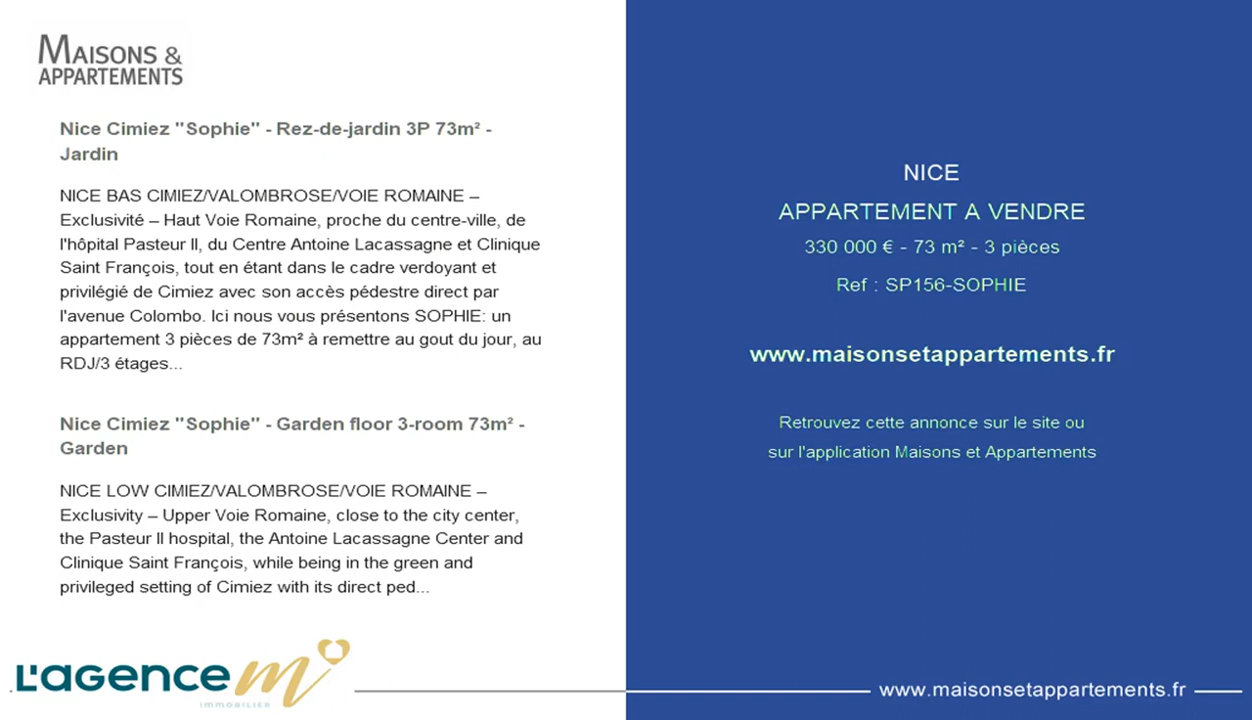 MAISONS &
APPARTEMENTS
Nice Cimiez "Sophie" - Rez-de-jardin 3P 73m² -
Jardin
NICE BAS CIMIEZ/VALOMBROSE/VOIE ROMAINE –
Exclusivité – Haut Voie Romaine, proche du centre-ville, de
l'hôpital Pasteur II, du Centre Antoine Lacassagne et Clinique
Saint François, tout en étant dans le cadre verdoyant et
privilégié de Cimiez avec son accès pédestre direct par
l'avenue Colombo. Ici nous vous présentons SOPHIE: un
appartement 3 pièces de 73m² à remettre au gout du jour, au
RDJ/3 étages...
Nice Cimiez "Sophie" - Garden floor 3-room 73m² -
Garden
NICE LOW CIMIEZ/VALOMBROSE/VOIE ROMAINE –
Exclusivity – Upper Voie Romaine, close to the city center,
the Pasteur II hospital, the Antoine Lacassagne Center and
Clinique Saint François, while being in the green and
privileged setting of Cimiez with its direct ped...
L'agence m
IMMOBILIER
NICE
APPARTEMENT A VENDRE
330 000 € - 73 m² - 3 pièces
Ref : SP156-SOPHIE
www.maisonsetappartements.fr
Retrouvez cette annonce sur le site ou
sur l'application Maisons et Appartements
www.maisonsetappartements.fr